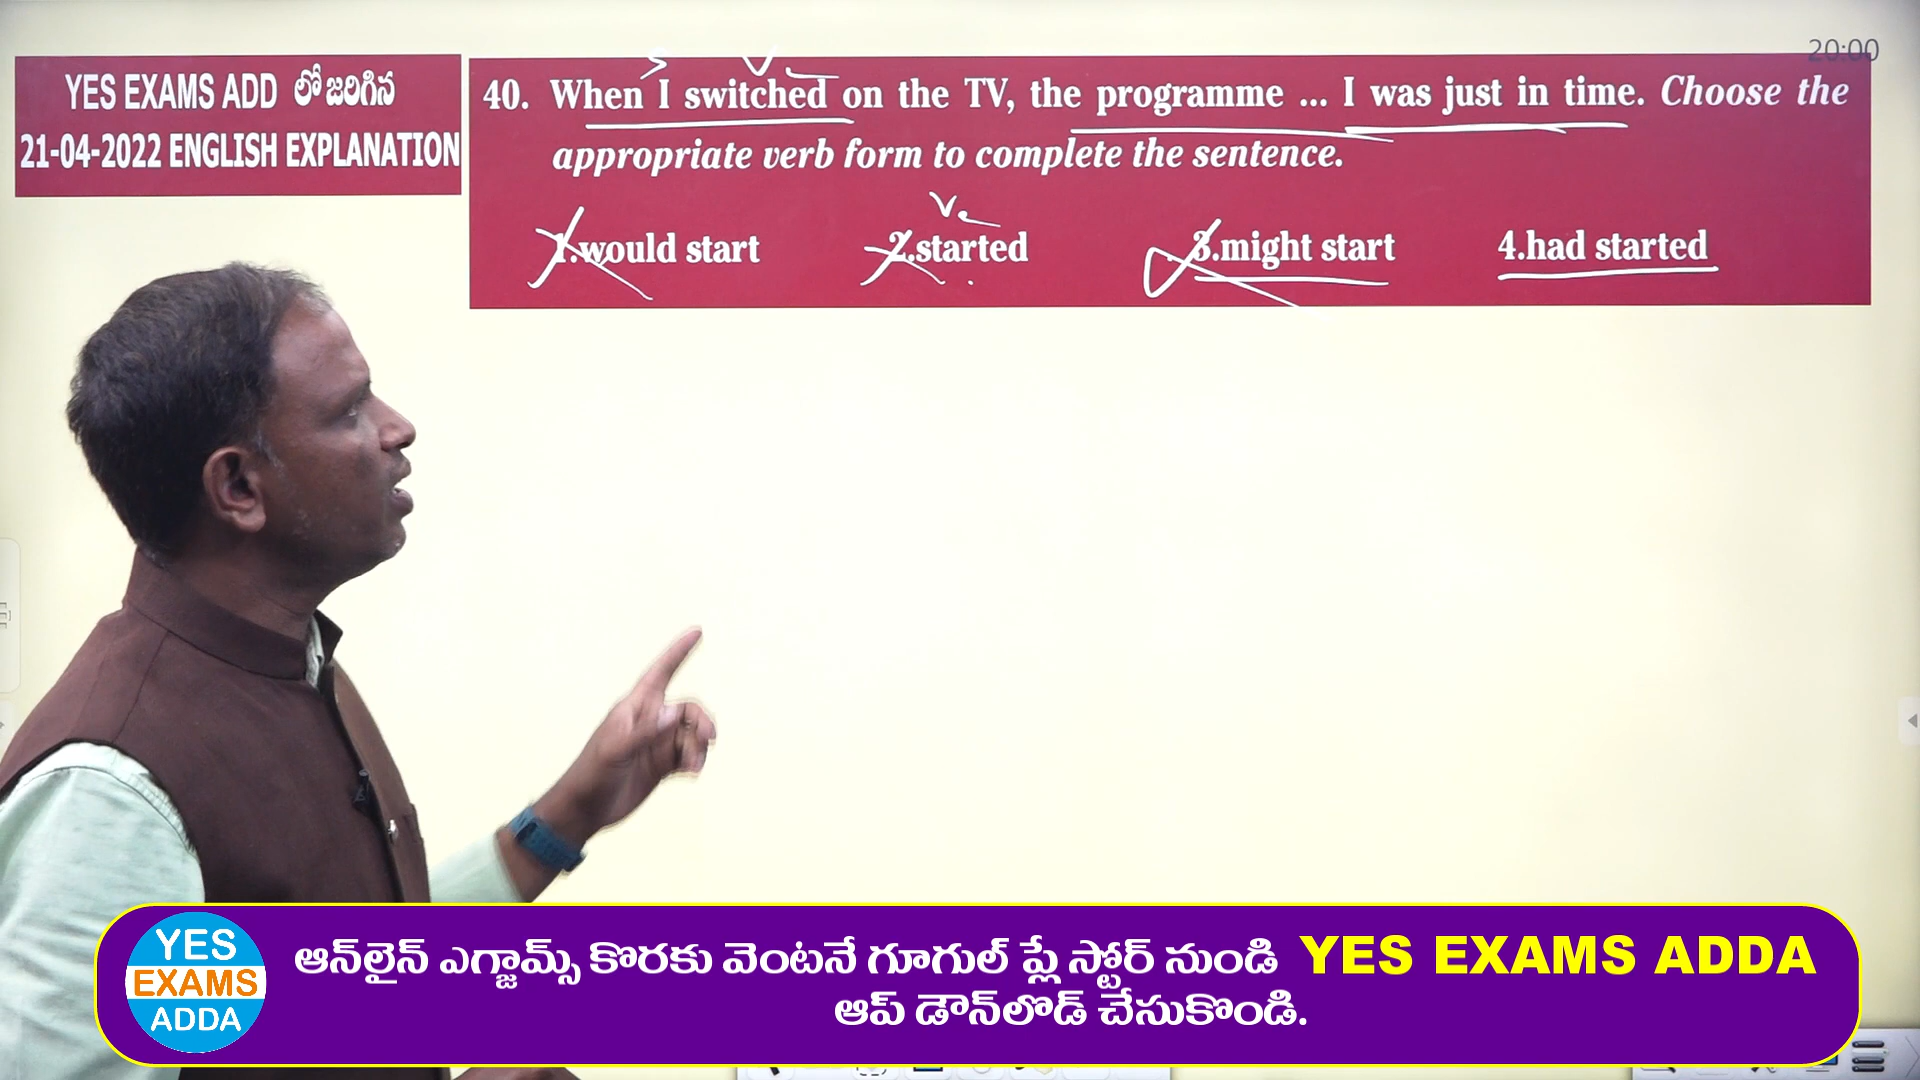 20:00
YES EXAMS ADD లో జరిగిన
21-04-2022 ENGLISH EXPLANATION
40. When I switched on the TV, the programme ... I was just in time. Choose the
appropriate verb form to complete the sentence.
S V
V2
1.would start 2.started 3.might start 4.had started
YES
EXAMS
ADDA
ఆన్‌లైన్ ఎగ్జామ్స్ కొరకు వెంటనే గూగుల్ ప్లే స్టోర్ నుండి YES EXAMS ADDA
ఆప్ డౌన్‌లొడ్ చేసుకొండి.